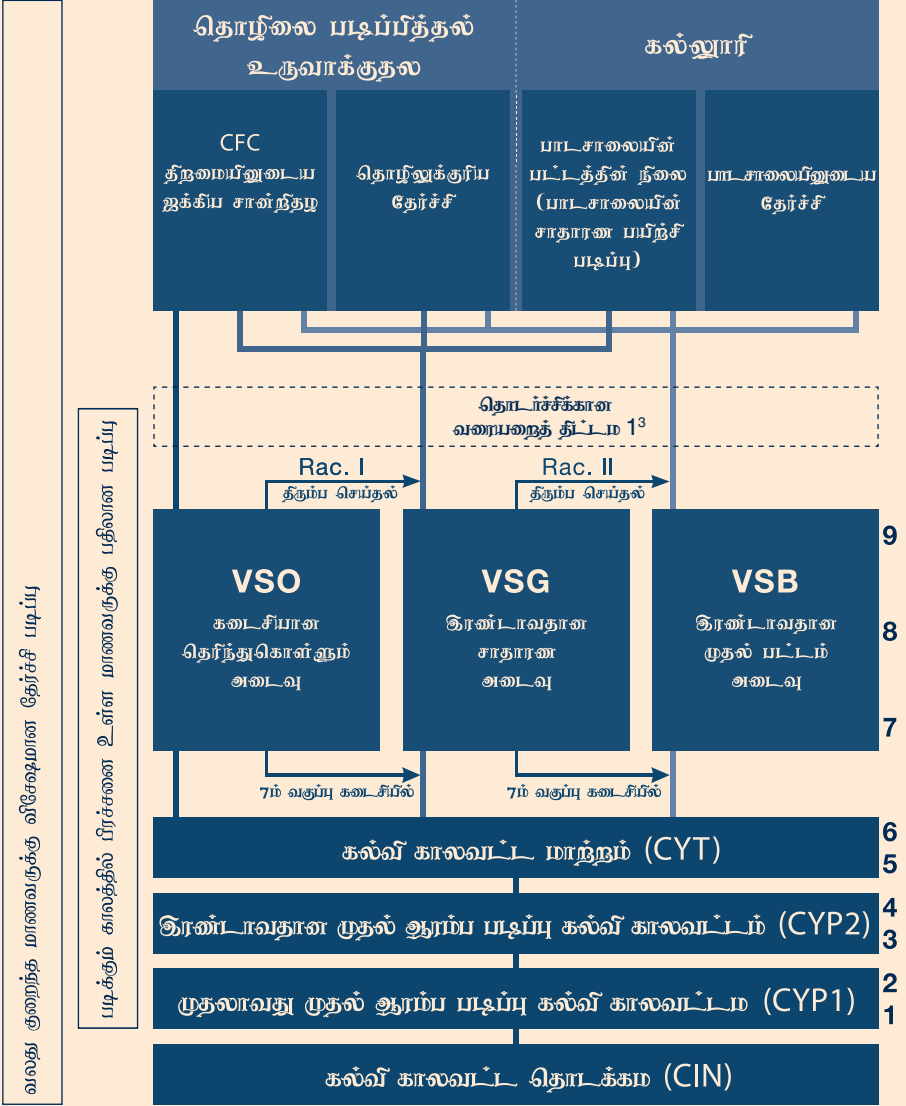 தொழிலை படிப்பித்தல்
உருவாக்குதல
கல்லூரி
CFC
திறமையினுடைய
ஐக்கிய சான்றிதழ
தொழிலுக்குரிய
தேர்ச்சி
பாடசாலையின்
பட்டத்தின் நிலை
(பாடசாலையின்
சாதாரண பயிற்சி
படிப்பு)
பாடசாலையினுடைய
தேர்ச்சி
தொடர்ச்சிக்கான
வரையறைத் திட்டம 1³
Rac. I
திரும்ப செய்தல்
Rac. II
திரும்ப செய்தல்
VSO
கடைசியான
தெரிந்துகொள்ளும்
அடைவு
VSG
இரண்டாவதான
சாதாரண
அடைவு
VSB
இரண்டாவதான
முதல் பட்டம்
அடைவு
9
8
7
7ம் வகுப்பு கடைசியில்
7ம் வகுப்பு கடைசியில்
கல்வி காலவட்ட மாற்றம் (CYT)
6
5
இரண்டாவதான முதல் ஆரம்ப படிப்பு கல்வி காலவட்டம் (CYP2)
4
3
முதலாவது முதல் ஆரம்ப படிப்பு கல்வி காலவட்டம (CYP1)
2
1
கல்வி காலவட்ட தொடக்கம (CIN)
வலது குறைந்த மாணவருக்கு விசேஷமான தேர்ச்சி படிப்பு
படிக்கும் காலத்தில் பிரச்சனை உள்ள மாணவருக்கு பதிலான படிப்பு